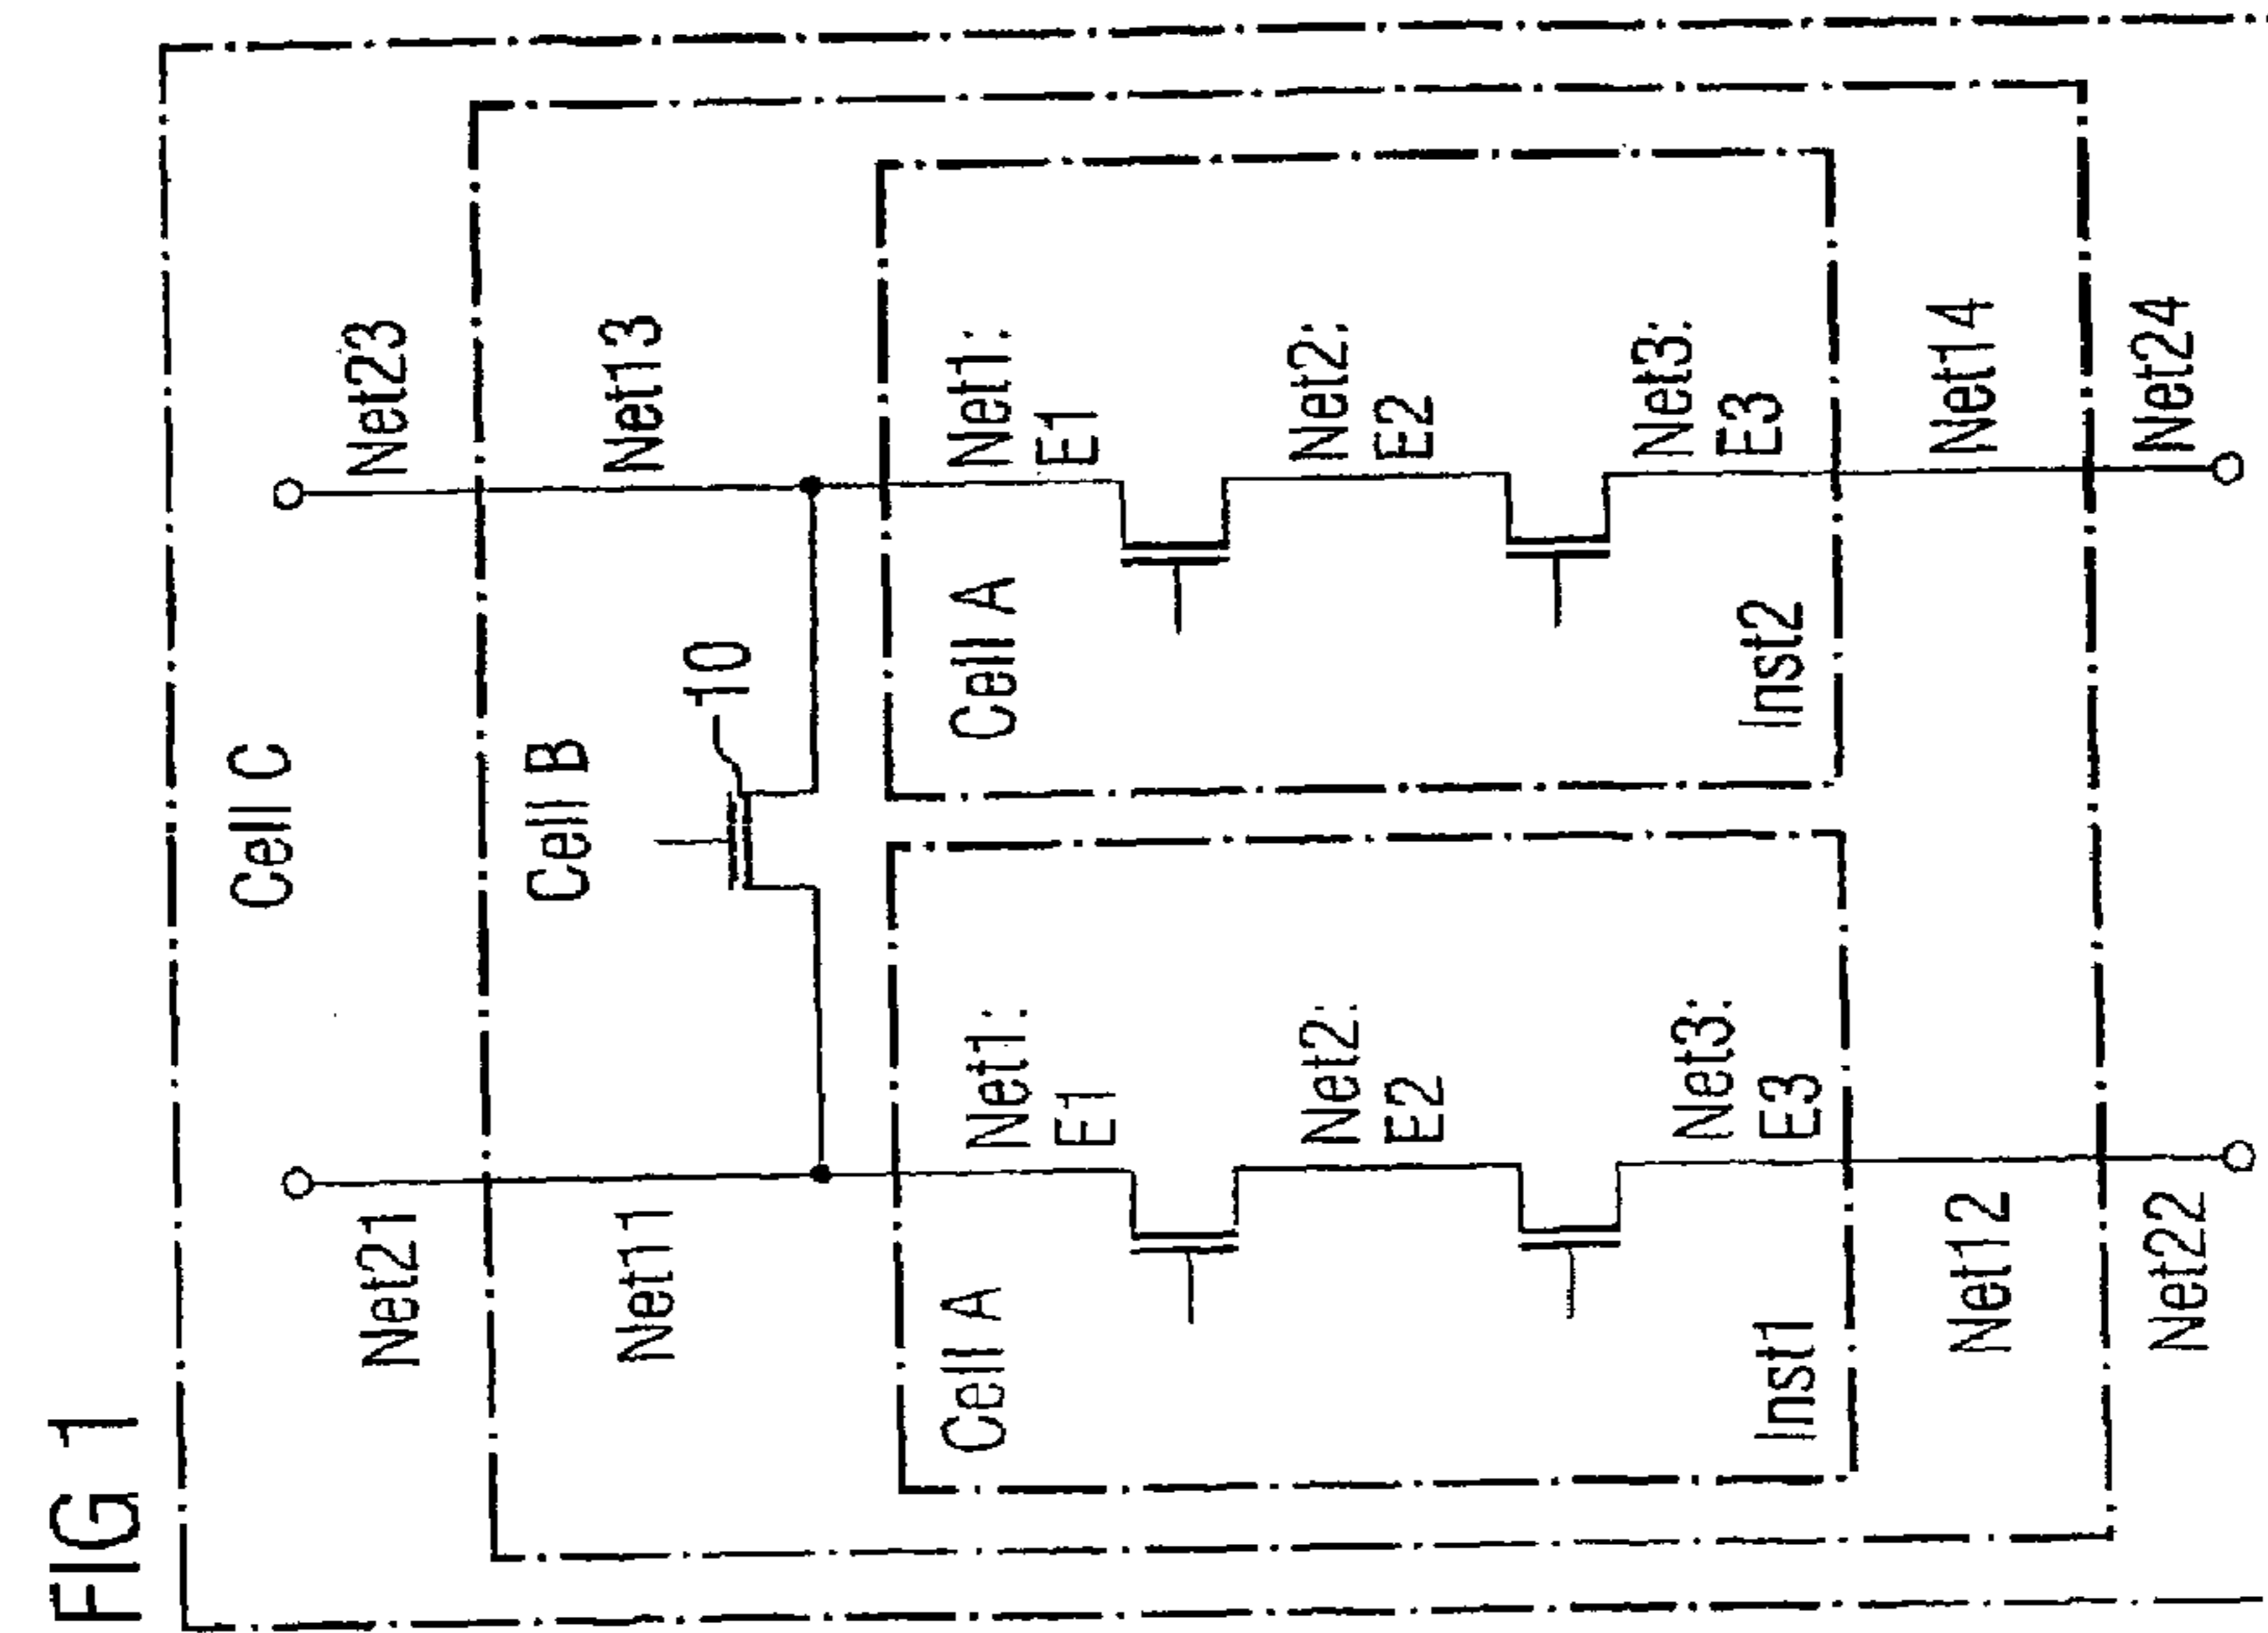 FIG 1
Cell C
Net21
Net23
Cell B
Net11
Net13
10
Cell A
Net1:
E1
Cell A
Net1:
E1
Net2:
E2
Net2:
E2
Net3:
E3
Net3:
E3
Inst1
Inst2
Net12
Net14
Net22
Net24